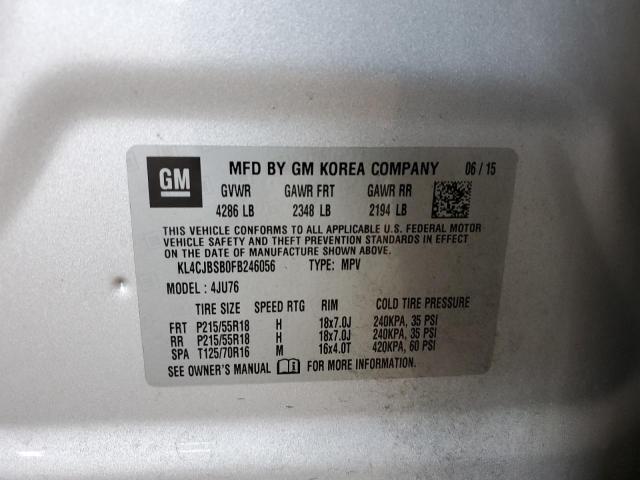 GM MFD BY GM KOREA COMPANY 06 / 15
GVWR GAWR FRT GAWR RR
4286 LB 2348 LB 2194 LB
THIS VEHICLE CONFORMS TO ALL APPLICABLE U.S. FEDERAL MOTOR
VEHICLE SAFETY AND THEFT PREVENTION STANDARDS IN EFFECT
ON THE DATE OF MANUFACTURE SHOWN ABOVE.
KL4CJBSB0FB246056 TYPE: MPV
MODEL : 4JU76
TIRE SIZE SPEED RTG RIM COLD TIRE PRESSURE
FRT P215/55R18 H 18x7.0J 240KPA, 35 PSI
RR P215/55R18 H 18x7.0J 240KPA, 35 PSI
SPA T125/70R16 M 16x4.0T 420KPA, 60 PSI
SEE OWNER'S MANUAL FOR MORE INFORMATION.